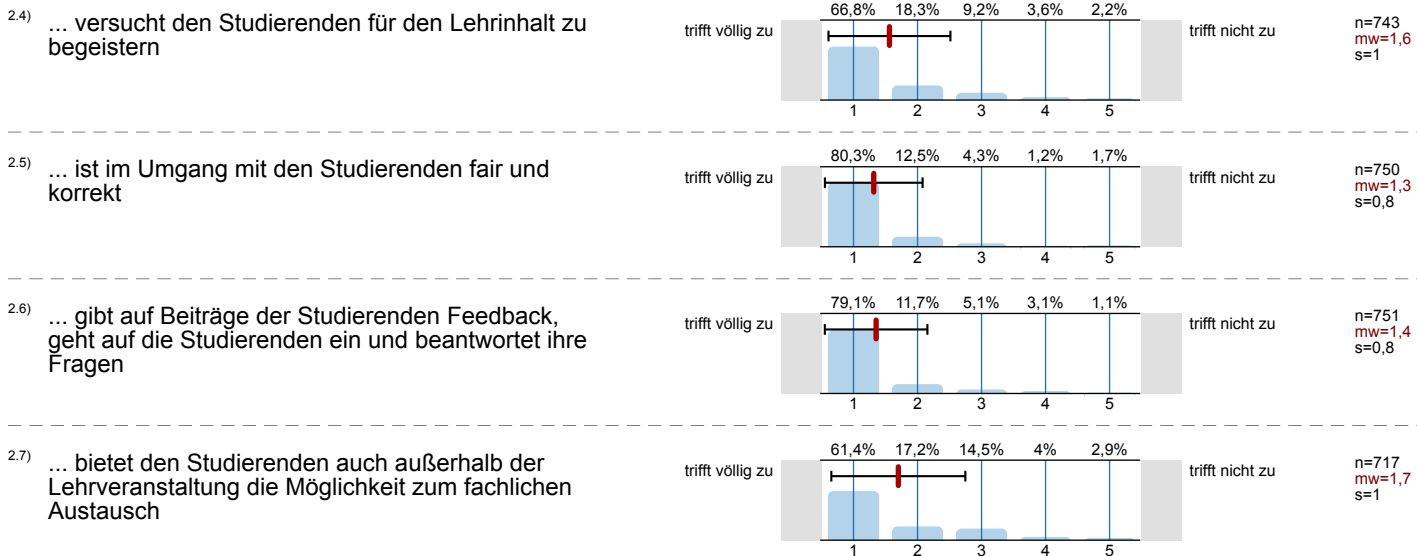 2.4) ... versucht den Studierenden für den Lehrinhalt zu
begeistern
trifft völlig zu
66,8% 18,3% 9,2% 3,6% 2,2%
1 2 3 4 5
trifft nicht zu
n=743
mw=1,6
s=1
2.5) ... ist im Umgang mit den Studierenden fair und
korrekt
trifft völlig zu
80,3% 12,5% 4,3% 1,2% 1,7%
1 2 3 4 5
trifft nicht zu
n=750
mw=1,3
s=0,8
2.6) ... gibt auf Beiträge der Studierenden Feedback,
geht auf die Studierenden ein und beantwortet ihre
Fragen
trifft völlig zu
79,1% 11,7% 5,1% 3,1% 1,1%
1 2 3 4 5
trifft nicht zu
n=751
mw=1,4
s=0,8
2.7) ... bietet den Studierenden auch außerhalb der
Lehrveranstaltung die Möglichkeit zum fachlichen
Austausch
trifft völlig zu
61,4% 17,2% 14,5% 4% 2,9%
1 2 3 4 5
trifft nicht zu
n=717
mw=1,7
s=1